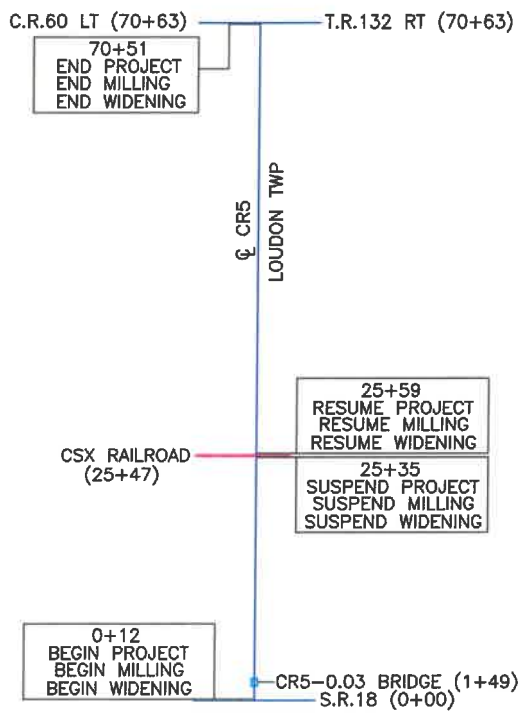 C.R.60 LT (70+63)
T.R.132 RT (70+63)
70+51
END PROJECT
END MILLING
END WIDENING
℄ CR5
LOUDON TWP
25+59
RESUME PROJECT
RESUME MILLING
RESUME WIDENING
CSX RAILROAD
(25+47)
25+35
SUSPEND PROJECT
SUSPEND MILLING
SUSPEND WIDENING
0+12
BEGIN PROJECT
BEGIN MILLING
BEGIN WIDENING
CR5-0.03 BRIDGE (1+49)
S.R.18 (0+00)